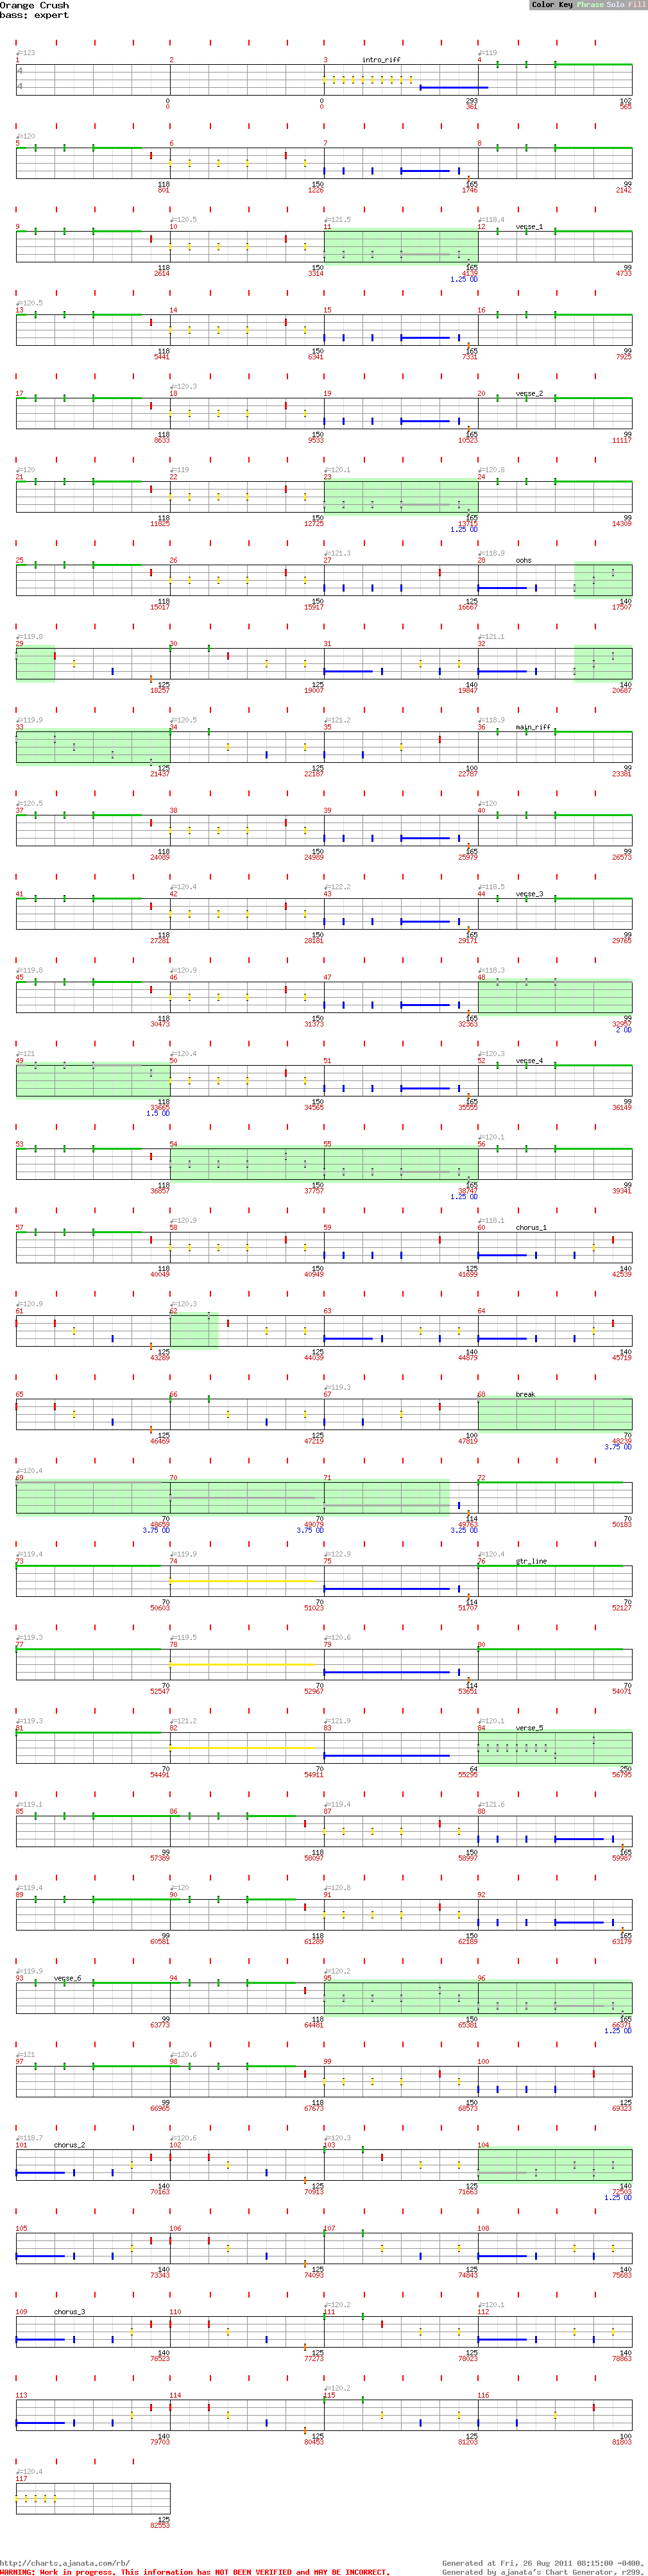 Orange Crush
bass: expert
Color Key Phrase Solo Fill
♩=123 ♩=119
1 2 3 intro_riff 4
4
4
0 0 293 102
0 0 361 565
♩=120
5 6 7 8
118 150 165 99
801 1226 1746 2142
♩=120.5 ♩=121.5 ♩=118.4
9 10 11 12 verse_1
118 150 165 99
2614 3314 4139 4733
1.25 OD
♩=120.5
13 14 15 16
118 150 165 99
5441 6341 7331 7925
♩=120.3
17 18 19 20 verse_2
118 150 165 99
8633 9533 10523 11117
♩=120 ♩=119 ♩=120.1 ♩=120.8
21 22 23 24
118 150 165 99
11825 12725 13715 14309
1.25 OD
♩=121.3 ♩=118.9
25 26 27 28 oohs
118 150 125 140
15017 15917 16667 17507
♩=119.8 ♩=121.1
29 30 31 32
125 125 140 140
18257 19007 19847 20687
♩=119.9 ♩=120.5 ♩=121.2 ♩=118.9
33 34 35 36 main_riff
125 125 100 99
21437 22187 22787 23381
♩=120.5 ♩=120
37 38 39 40
118 150 165 99
24089 24989 25979 26573
♩=120.4 ♩=122.2 ♩=118.5
41 42 43 44 verse_3
118 150 165 99
27281 28181 29171 29765
♩=119.8 ♩=120.9 ♩=118.3
45 46 47 48
118 150 165 99
30473 31373 32363 32957
2 OD
♩=121 ♩=120.4 ♩=120.3
49 50 51 52 verse_4
118 150 165 99
33665 34565 35555 36149
1.5 OD
♩=120.1
53 54 55 56
118 150 165 99
36857 37757 38747 39341
1.25 OD
♩=120.9 ♩=118.1
57 58 59 60 chorus_1
118 150 125 140
40049 40949 41699 42539
♩=120.9 ♩=120.3
61 62 63 64
125 125 140 140
43289 44039 44879 45719
♩=119.3
65 66 67 68 break
125 125 100 70
46469 47219 47819 48239
3.75 OD
♩=120.4
69 70 71 72
70 70 114 70
48659 49079 49763 50183
3.75 OD 3.75 OD 3.25 OD
♩=119.4 ♩=119.9 ♩=122.9 ♩=120.4
73 74 75 76 gtr_line
70 70 114 70
50603 51023 51707 52127
♩=119.3 ♩=119.5 ♩=120.6
77 78 79 80
70 70 114 70
52547 52967 53651 54071
♩=119.3 ♩=121.2 ♩=121.9 ♩=120.1
81 82 83 84 verse_5
70 70 64 250
54491 54911 55295 56795
♩=119.1 ♩=119.4 ♩=121.6
85 86 87 88
99 118 150 165
57389 58097 58997 59987
♩=119.4 ♩=120 ♩=120.8
89 90 91 92
99 118 150 165
60581 61289 62189 63179
♩=119.9 ♩=120.2
93 verse_6 94 95 96
99 118 150 165
63773 64481 65381 66371
1.25 OD
♩=121 ♩=120.6
97 98 99 100
99 118 150 125
66965 67673 68573 69323
♩=118.7 ♩=120.6 ♩=120.3
101 chorus_2 102 103 104
140 125 125 140
70163 70913 71663 72503
1.25 OD
105 106 107 108
140 125 125 140
73343 74093 74843 75683
♩=120.2 ♩=120.1
109 chorus_3 110 111 112
140 125 125 140
76523 77273 78023 78863
♩=120.2
113 114 115 116
140 125 125 100
79703 80453 81203 81803
♩=120.4
117
125
82553
http://charts.ajanata.com/rb/ Generated at Fri, 26 Aug 2011 08:15:00 -0400.
WARNING: Work in progress. This information has NOT BEEN VERIFIED and MAY BE INCORRECT. Generated by ajanata's Chart Generator, r299.